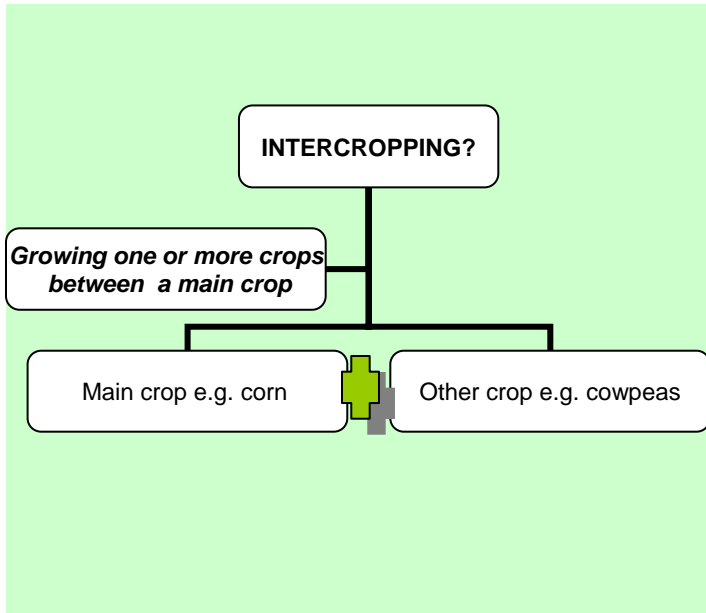 INTERCROPPING?
Growing one or more crops
between a main crop
Main crop e.g. corn
Other crop e.g. cowpeas